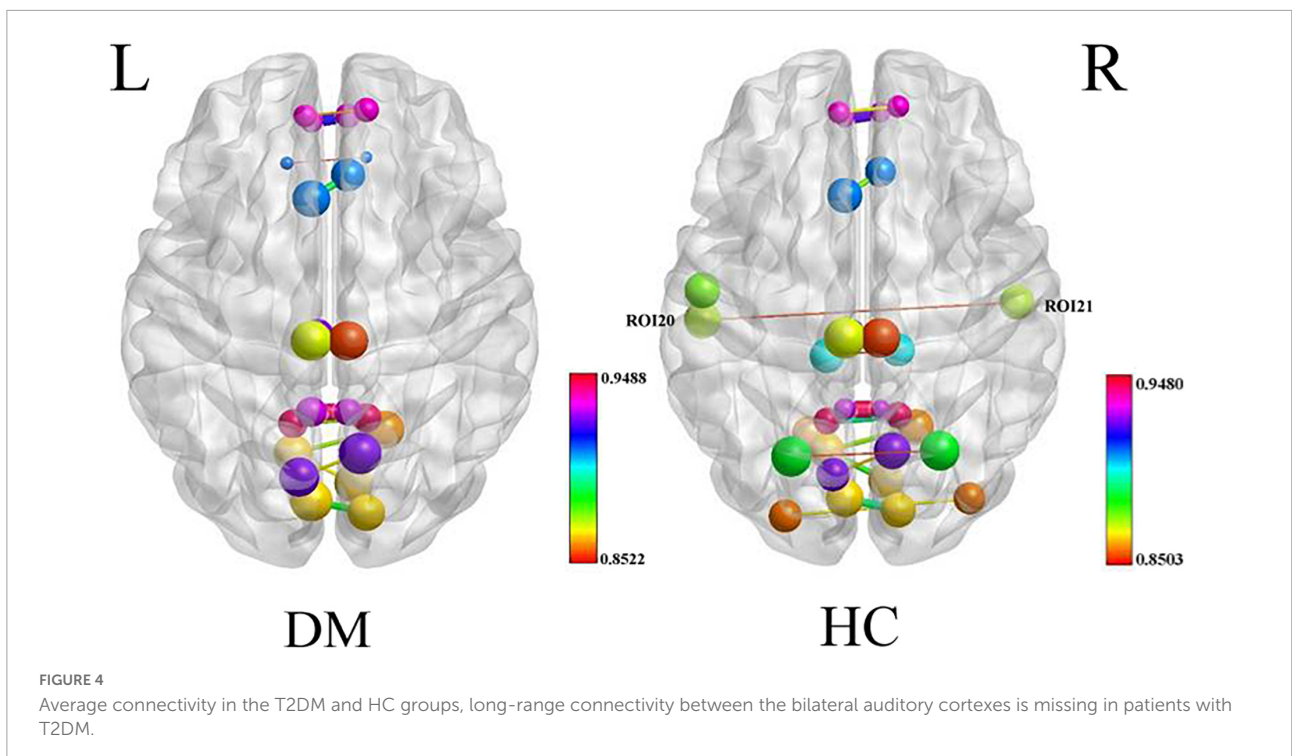 L
R
ROI20
ROI21
0.9488
0.8522
0.9480
0.8503
DM
HC
FIGURE 4
Average connectivity in the T2DM and HC groups, long-range connectivity between the bilateral auditory cortexes is missing in patients with
T2DM.